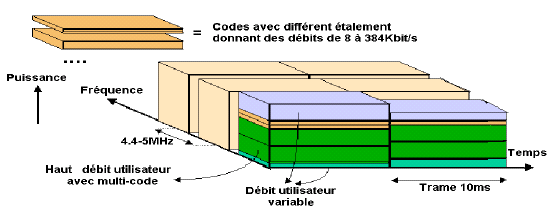 = Codes avec différent étalement
donnant des débits de 8 à 384Kbit/s
....
Puissance
Fréquence
4.4-5MHz
Temps
Haut débit utilisateur
avec multi-code
Débit utilisateur
variable
Trame 10ms